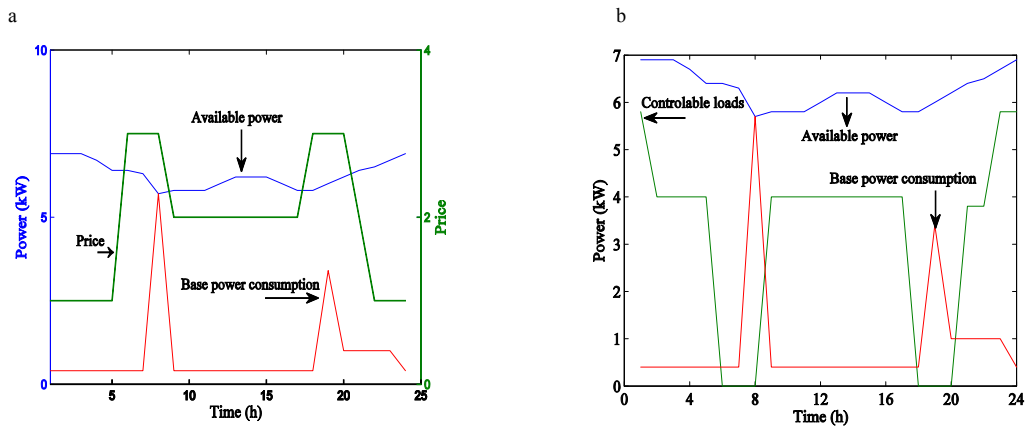 a
10
5
0
Power (kW)
5
10
15
20
25
Time (h)
4
2
0
Price
Available power
Price
Base power consumption
b
7
6
5
4
3
2
1
0
Power (kW)
0
4
8
12
16
20
24
Time (h)
Controlable loads
Available power
Base power consumption